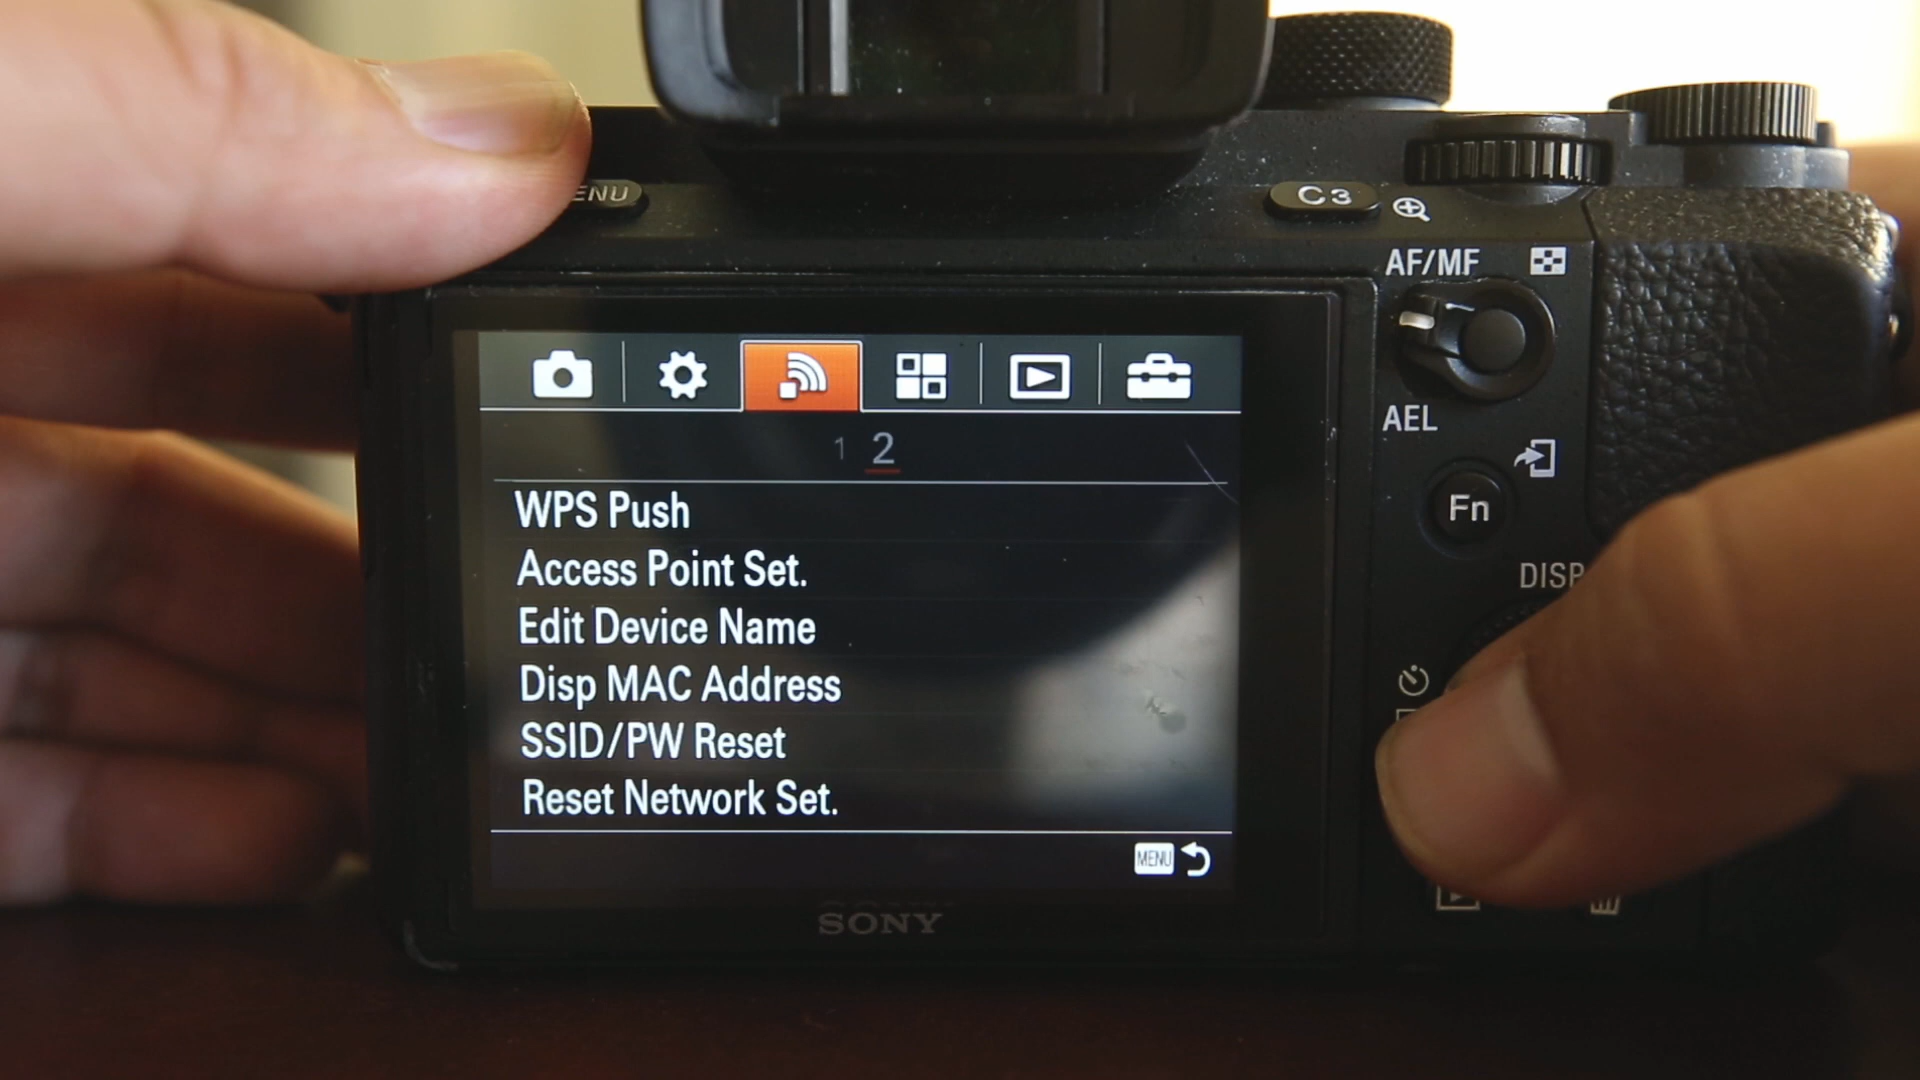 ENU
C3
AF/MF
AEL
Fn
DISP
1 2
WPS Push
Access Point Set.
Edit Device Name
Disp MAC Address
SSID/PW Reset
Reset Network Set.
MENU
SONY